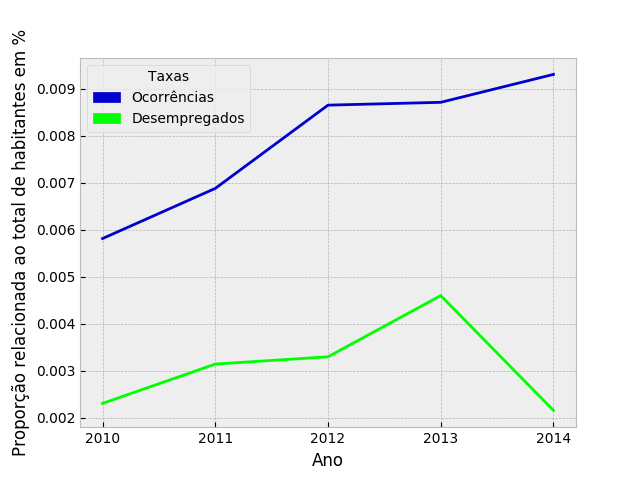 Proporção relacionada ao total de habitantes em %
Taxas
Ocorrências
Desempregados
0.009
0.008
0.007
0.006
0.005
0.004
0.003
0.002
2010 2011 2012 2013 2014
Ano